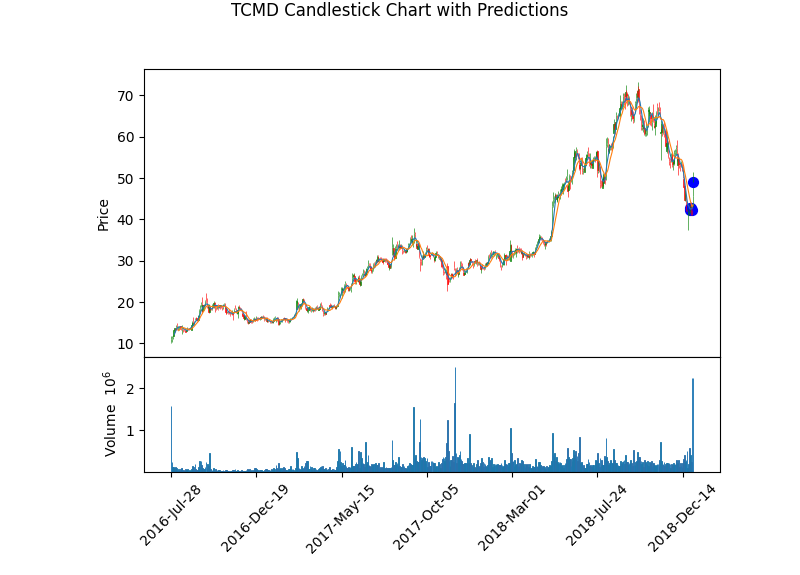 TCMD Candlestick Chart with Predictions
70
60
50
40
30
20
10
Price
2
1
Volume 10^6
2016-Jul-28
2016-Dec-19
2017-May-15
2017-Oct-05
2018-Mar-01
2018-Jul-24
2018-Dec-14